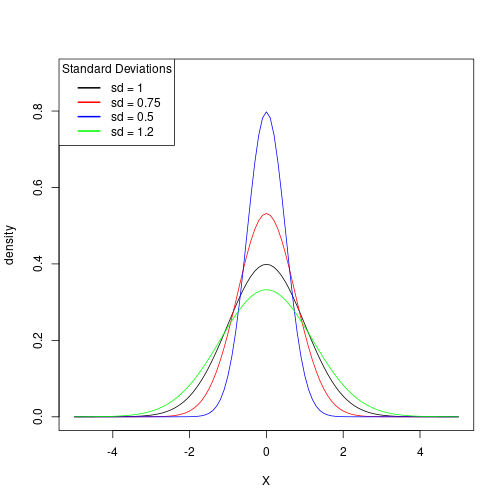 Standard Deviations
sd = 1
sd = 0.75
sd = 0.5
sd = 1.2
density
0.0
0.2
0.4
0.6
0.8
-4
-2
0
2
4
X